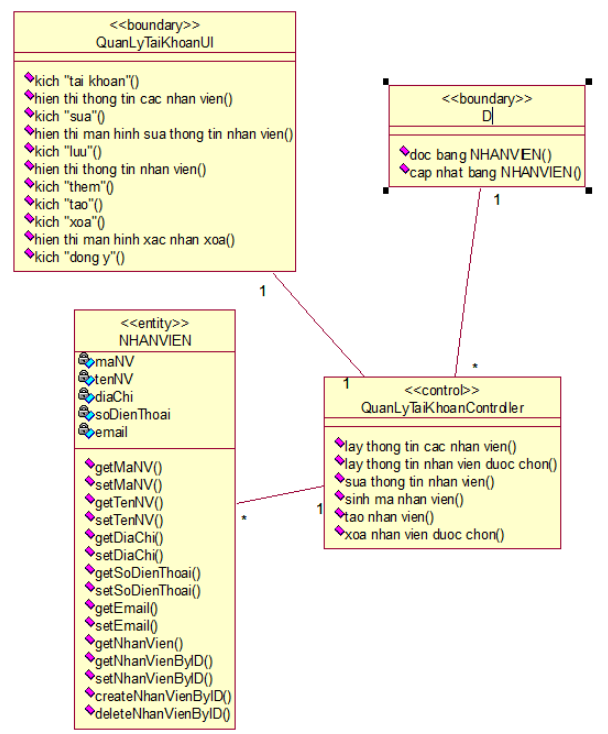 <<boundary>>
QuanLyTaiKhoanUI
kich "tai khoan"()
hien thi thong tin cac nhan vien()
kich "sua"()
hien thi man hinh sua thong tin nhan vien()
kich "luu"()
hien thi thong tin nhan vien()
kich "them"()
kich "tao"()
kich "xoa"()
hien thi man hinh xac nhan xoa()
kich "dong y"()
<<boundary>>
D
doc bang NHANVIEN()
cap nhat bang NHANVIEN()
1
1
<<entity>>
NHANVIEN
maNV
tenNV
diaChi
soDienThoai
email
getMaNV()
setMaNV()
getTenNV()
setTenNV()
getDiaChi()
setDiaChi()
getSoDienThoai()
setSoDienThoai()
getEmail()
setEmail()
getNhanVien()
getNhanVienByID()
setNhanVienByID()
createNhanVienByID()
deleteNhanVienByID()
*
1
<<control>>
QuanLyTaiKhoanController
lay thong tin cac nhan vien()
lay thong tin nhan vien duoc chon()
sua thong tin nhan vien()
sinh ma nhan vien()
tao nhan vien()
xoa nhan vien duoc chon()
1
*